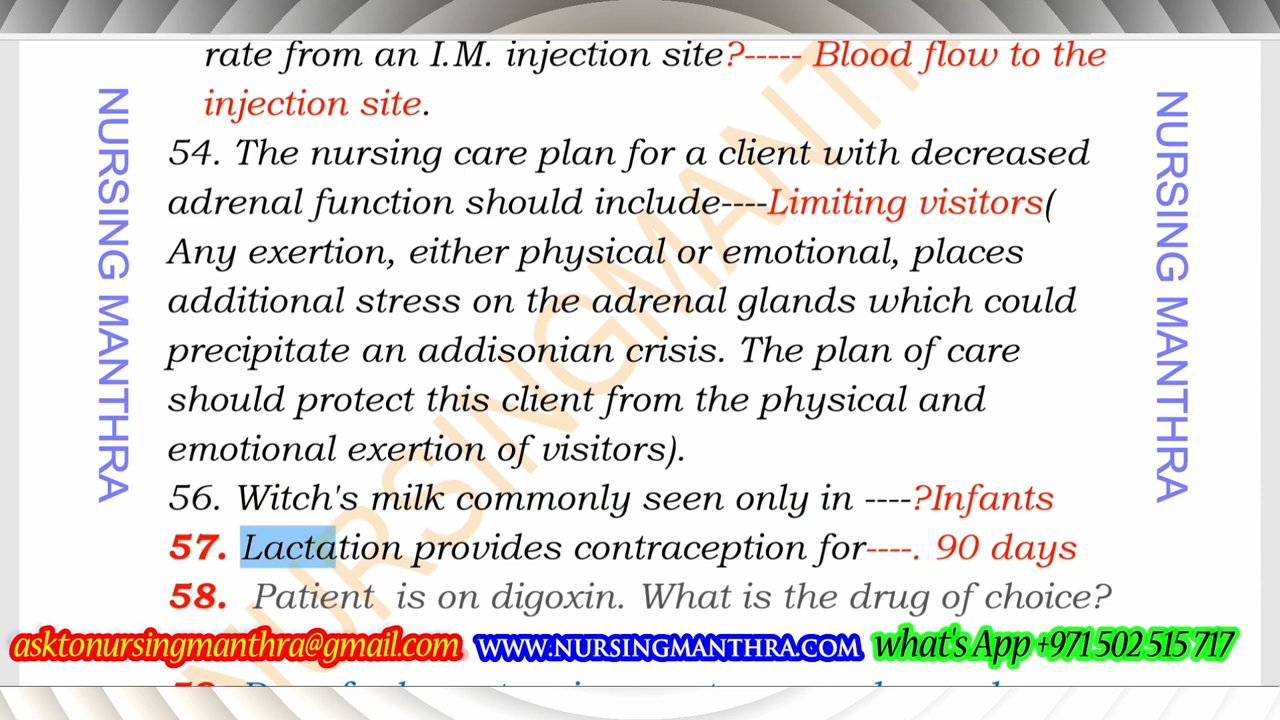 rate from an I.M. injection site?----- Blood flow to the
injection site.
54. The nursing care plan for a client with decreased
adrenal function should include----Limiting visitors(
Any exertion, either physical or emotional, places
additional stress on the adrenal glands which could
precipitate an addisonian crisis. The plan of care
should protect this client from the physical and
emotional exertion of visitors).
56. Witch's milk commonly seen only in ----?Infants
57. Lactation provides contraception for----. 90 days
58. Patient is on digoxin. What is the drug of choice?
asktonursingmanthra@gmail.com WWW.NURSINGMANTHRA.COM what's App +971 502 515 717
NURSING MANTHRA
NURSING MANTHRA
NURSINGMANTHR